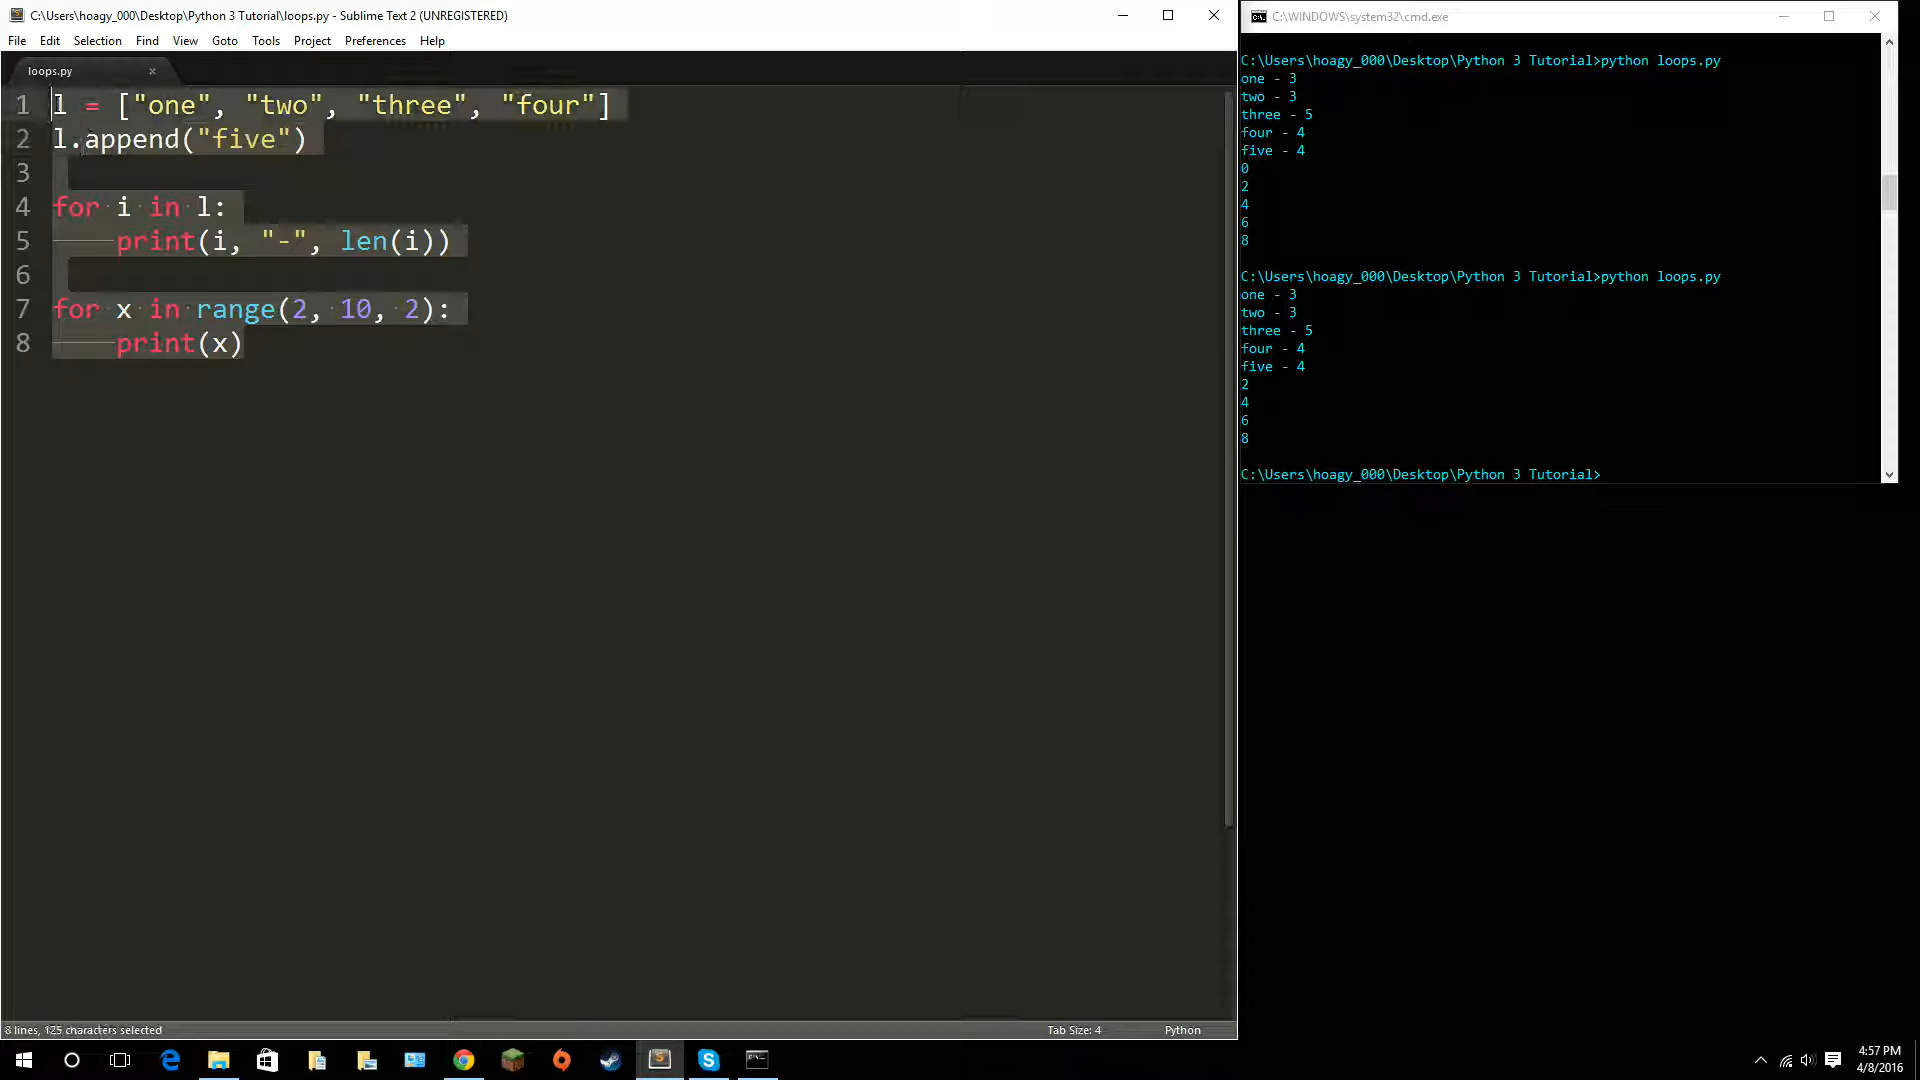 C:\Users\hoagy_000\Desktop\Python 3 Tutorial\loops.py - Sublime Text 2 (UNREGISTERED)
File Edit Selection Find View Goto Tools Project Preferences Help
loops.py
1 l = ["one", "two", "three", "four"]
2 l.append("five")
3
4 for i in l:
5 print(i, "-", len(i))
6
7 for x in range(2, 10, 2):
8 print(x)
8 lines, 125 characters selected
Tab Size: 4 Python
C:\WINDOWS\system32\cmd.exe
C:\Users\hoagy_000\Desktop\Python 3 Tutorial>python loops.py
one - 3
two - 3
three - 5
four - 4
five - 4
0
2
4
6
8
C:\Users\hoagy_000\Desktop\Python 3 Tutorial>python loops.py
one - 3
two - 3
three - 5
four - 4
five - 4
2
4
6
8
C:\Users\hoagy_000\Desktop\Python 3 Tutorial>
4:57 PM
4/8/2016